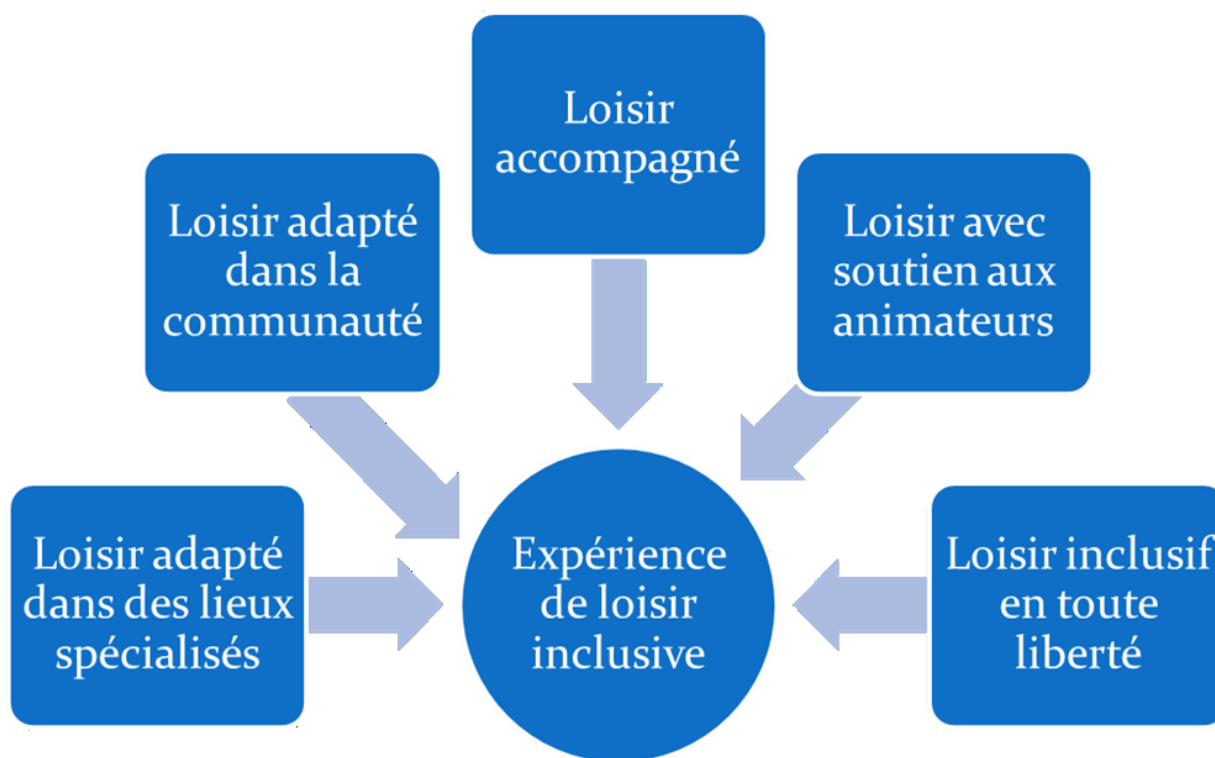 Loisir
accompagné
Loisir adapté
dans la
communauté
Loisir avec
soutien aux
animateurs
Loisir adapté
dans des lieux
spécialisés
Expérience
de loisir
inclusive
Loisir inclusif
en toute
liberté